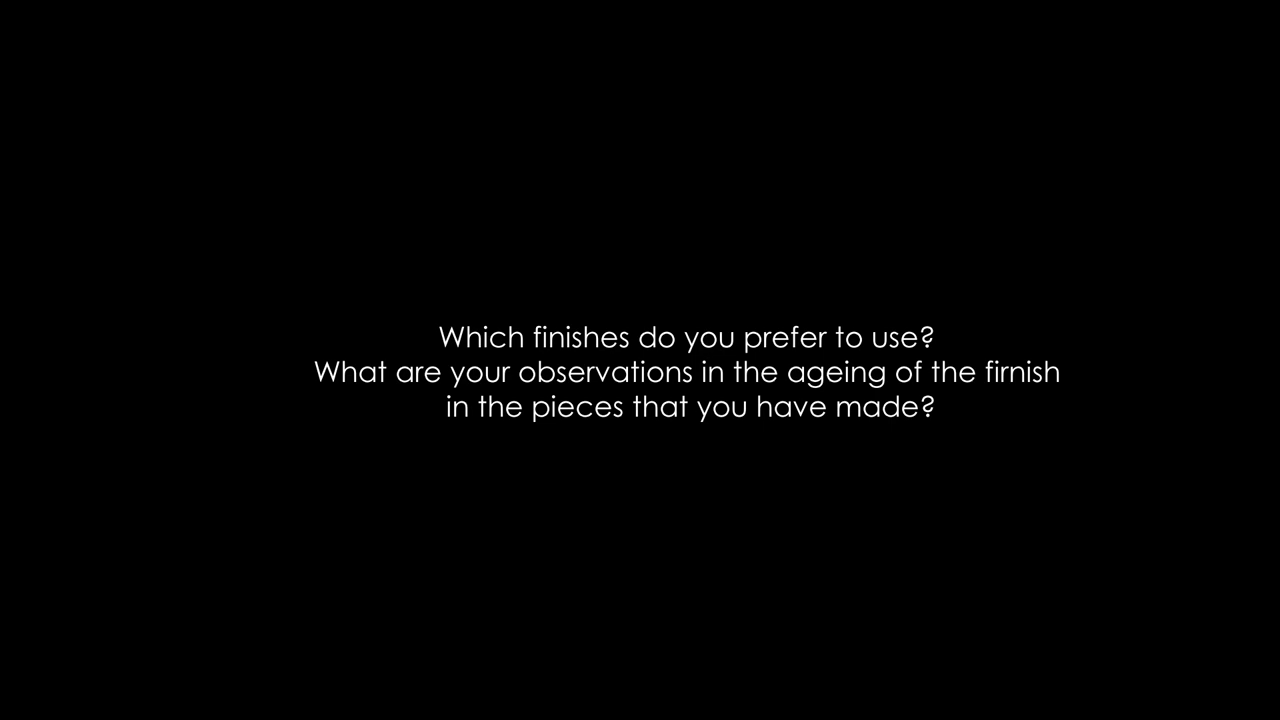 Which finishes do you prefer to use?
What are your observations in the ageing of the firnish
in the pieces that you have made?